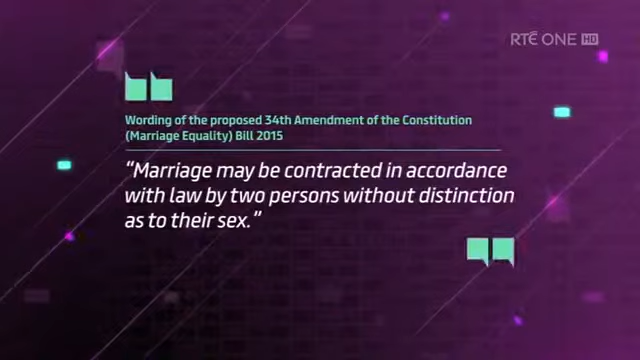 RTÉ ONE HD
Wording of the proposed 34th Amendment of the Constitution
(Marriage Equality) Bill 2015
“Marriage may be contracted in accordance
with law by two persons without distinction
as to their sex.”